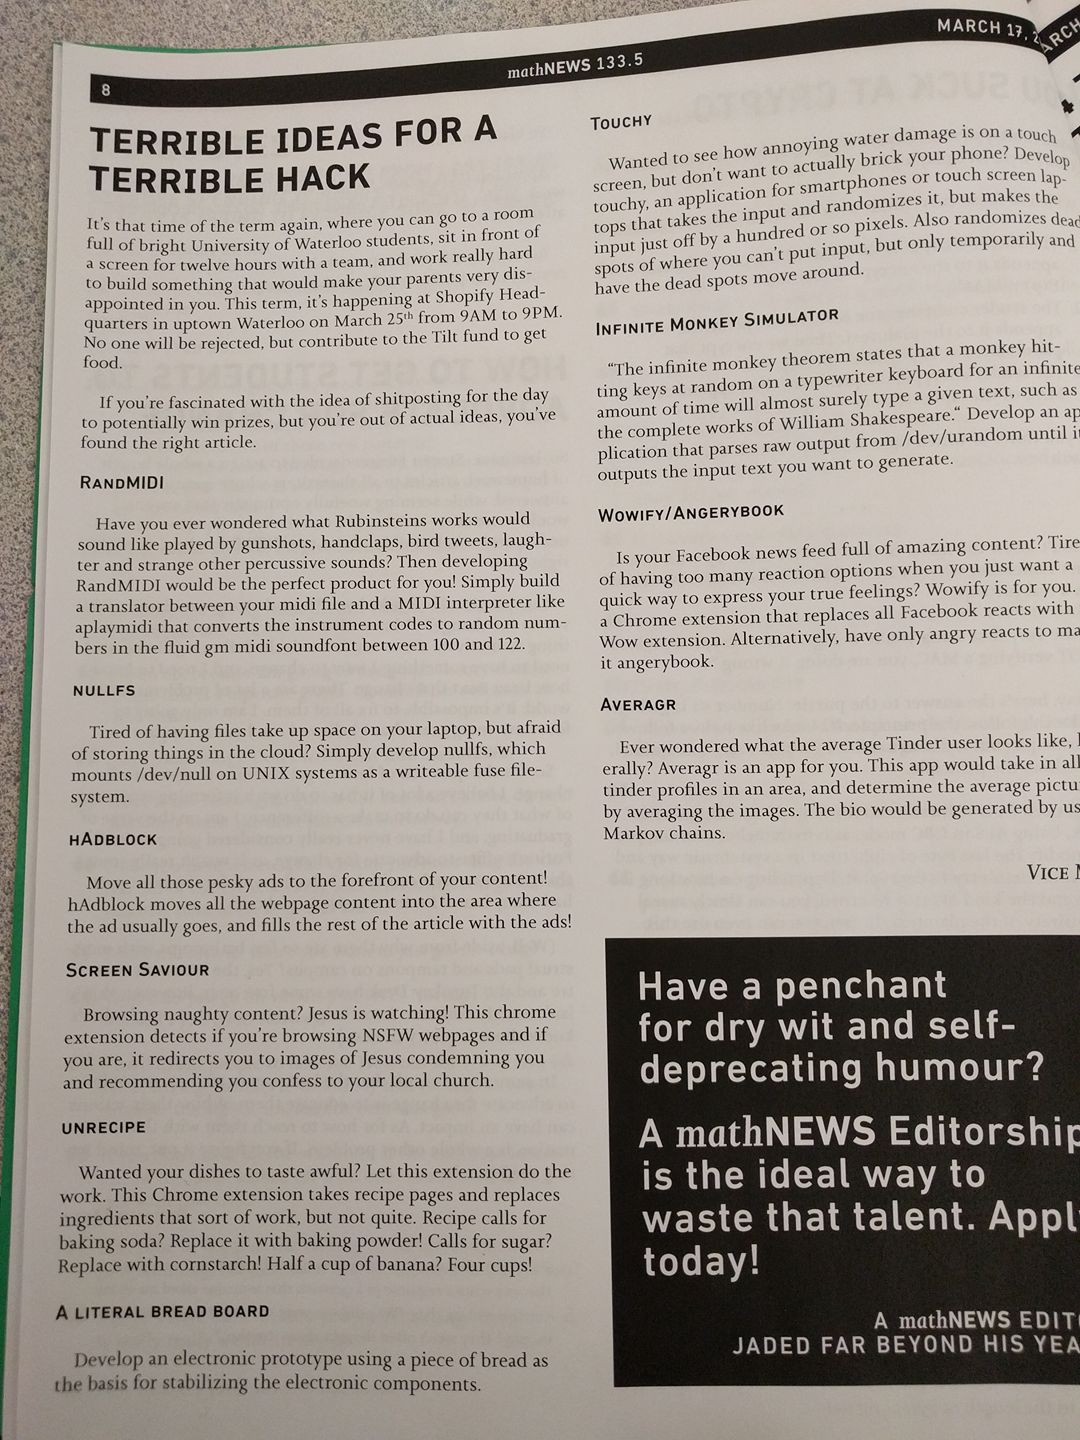 8
mathNEWS 133.5
MARCH 17,
TERRIBLE IDEAS FOR A
TERRIBLE HACK
It's that time of the term again, where you can go to a room
full of bright University of Waterloo students, sit in front of
a screen for twelve hours with a team, and work really hard
to build something that would make your parents very dis-
appointed in you. This term, it's happening at Shopify Head-
quarters in uptown Waterloo on March 25th from 9AM to 9PM.
No one will be rejected, but contribute to the Tilt fund to get
food.
If you're fascinated with the idea of shitposting for the day
to potentially win prizes, but you're out of actual ideas, you've
found the right article.
RANDMIDI
Have you ever wondered what Rubinsteins works would
sound like played by gunshots, handclaps, bird tweets, laugh-
ter and strange other percussive sounds? Then developing
RandMIDI would be the perfect product for you! Simply build
a translator between your midi file and a MIDI interpreter like
aplaymidi that converts the instrument codes to random num-
bers in the fluid gm midi soundfont between 100 and 122.
NULLFS
Tired of having files take up space on your laptop, but afraid
of storing things in the cloud? Simply develop nullfs, which
mounts /dev/null on UNIX systems as a writeable fuse file-
system.
HADBLOCK
Move all those pesky ads to the forefront of your content!
hAdblock moves all the webpage content into the area where
the ad usually goes, and fills the rest of the article with the ads!
SCREEN SAVIOUR
Browsing naughty content? Jesus is watching! This chrome
extension detects if you're browsing NSFW webpages and if
you are, it redirects you to images of Jesus condemning you
and recommending you confess to your local church.
UNRECIPE
Wanted your dishes to taste awful? Let this extension do the
work. This Chrome extension takes recipe pages and replaces
ingredients that sort of work, but not quite. Recipe calls for
baking soda? Replace it with baking powder! Calls for sugar?
Replace with cornstarch! Half a cup of banana? Four cups!
A LITERAL BREAD BOARD
Develop an electronic prototype using a piece of bread as
the basis for stabilizing the electronic components.
TOUCHY
Wanted to see how annoying water damage is on a touch
screen, but don't want to actually brick your phone? Develop
touchy, an application for smartphones or touch screen lap-
tops that takes the input and randomizes it, but makes the
input just off by a hundred or so pixels. Also randomizes dead
spots of where you can't put input, but only temporarily and
have the dead spots move around.
INFINITE MONKEY SIMULATOR
"The infinite monkey theorem states that a monkey hit-
ting keys at random on a typewriter keyboard for an infinite
amount of time will almost surely type a given text, such as
the complete works of William Shakespeare." Develop an ap
plication that parses raw output from /dev/urandom until it
outputs the input text you want to generate.
WOWIFY/ANGERYBOOK
Is your Facebook news feed full of amazing content? Tire
of having too many reaction options when you just want a
quick way to express your true feelings? Wowify is for you.
a Chrome extension that replaces all Facebook reacts with
Wow extension. Alternatively, have only angry reacts to ma
it angerybook.
AVERAGR
Ever wondered what the average Tinder user looks like,
erally? Averagr is an app for you. This app would take in all
tinder profiles in an area, and determine the average pictu
by averaging the images. The bio would be generated by us
Markov chains.
VICE
Have a penchant
for dry wit and self-
deprecating humour?
A mathNEWS Editorship
is the ideal way to
waste that talent. Apply
today!
A mathNEWS EDIT
JADED FAR BEYOND HIS YEA